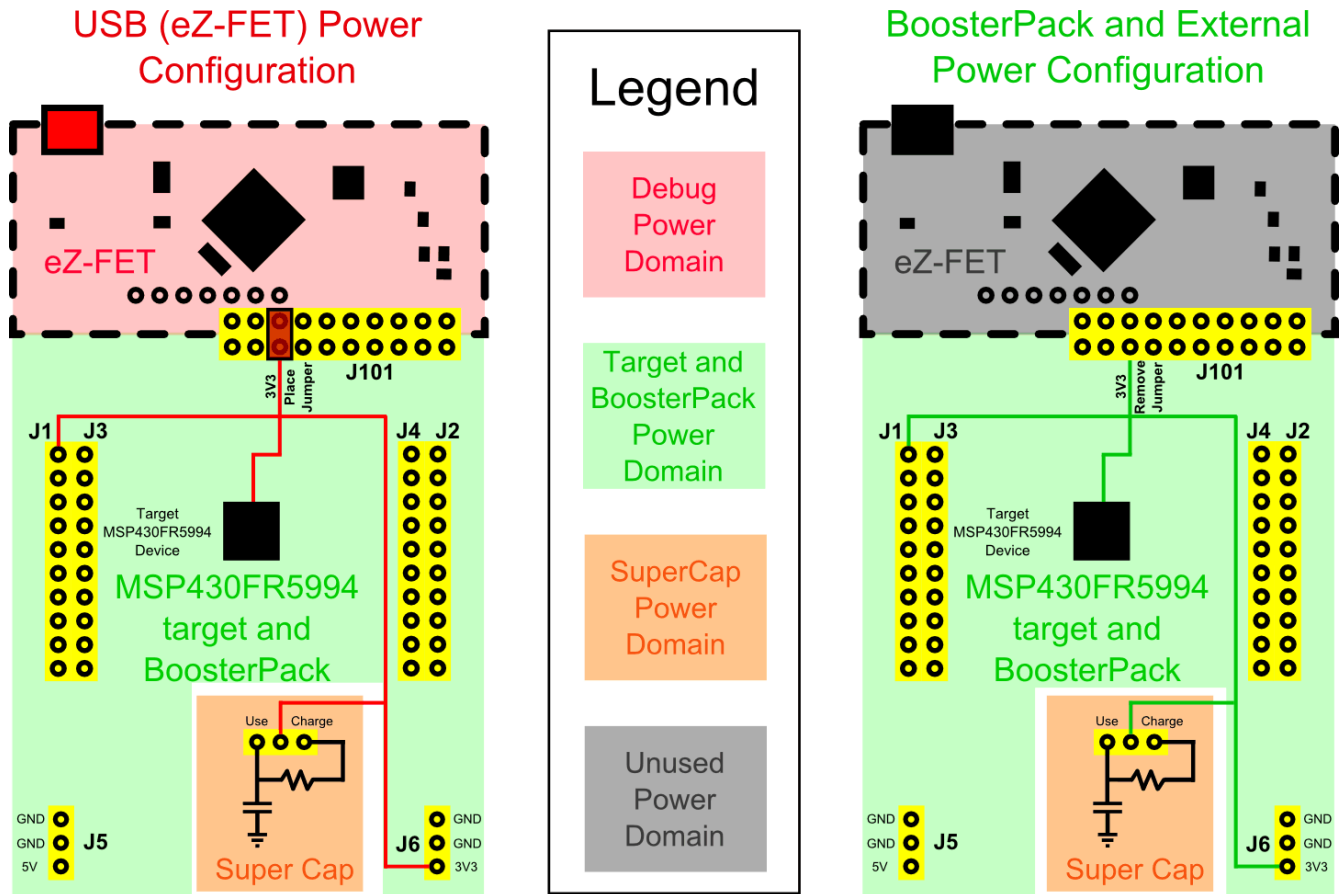 USB (eZ-FET) Power
Configuration
eZ-FET
3V3
Place
Jumper
J101
J1
J3
J4
J2
Target
MSP430FR5994
Device
MSP430FR5994
target and
BoosterPack
Use
Charge
Super Cap
GND
GND
5V
J5
J6
GND
GND
3V3
Legend
Debug
Power
Domain
Target and
BoosterPack
Power
Domain
SuperCap
Power
Domain
Unused
Power
Domain
BoosterPack and External
Power Configuration
eZ-FET
3V3
Remove
Jumper
J101
J1
J3
J4
J2
Target
MSP430FR5994
Device
MSP430FR5994
target and
BoosterPack
Use
Charge
Super Cap
GND
GND
5V
J5
J6
GND
GND
3V3